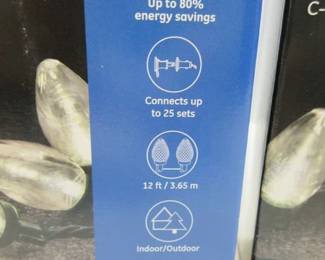 Up to 80%
energy savings
Connects up
to 25 sets
12 ft / 3.65 m
Indoor/Outdoor
C-